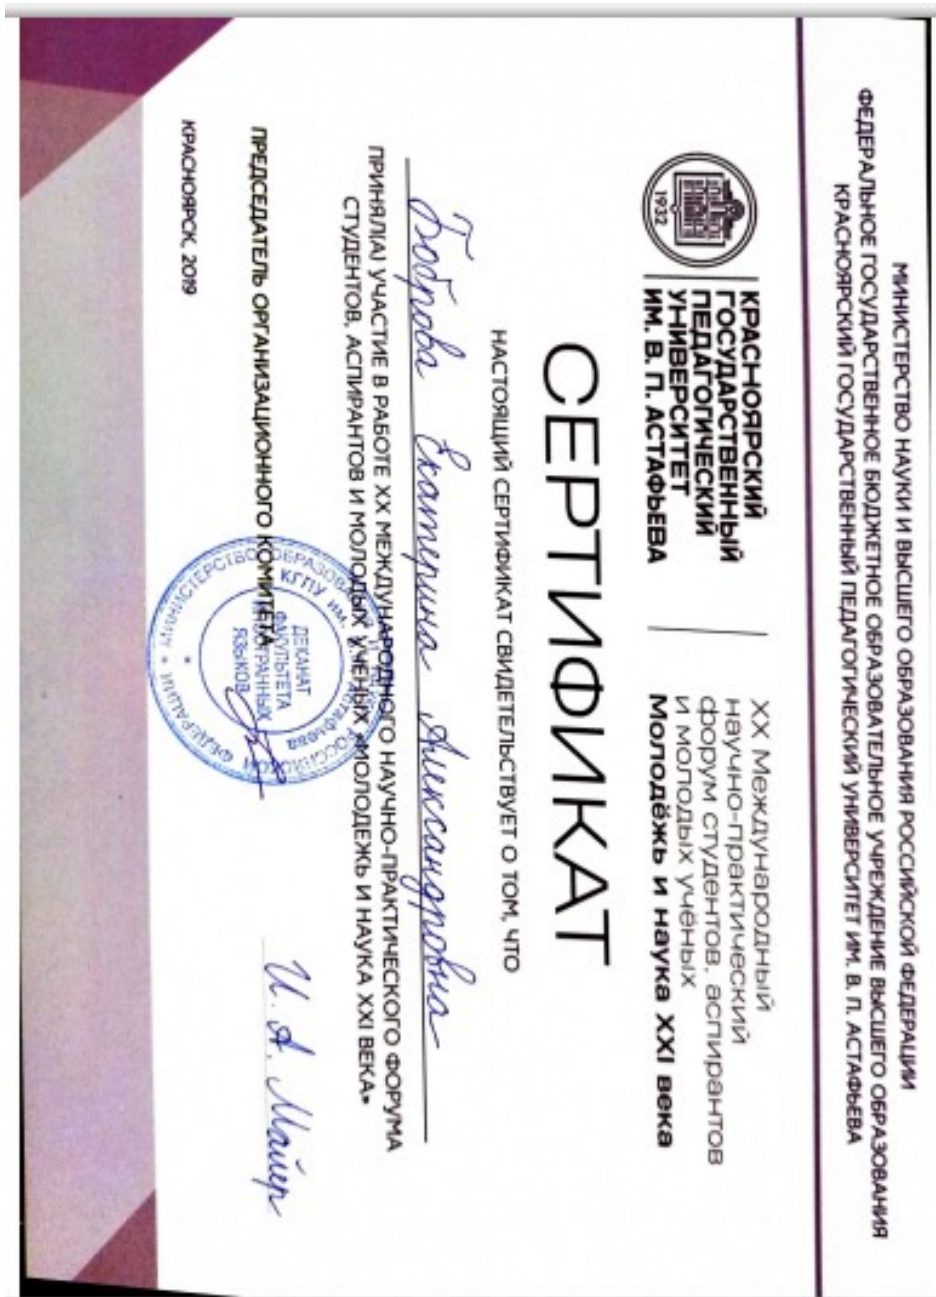 МИНИСТЕРСТВО НАУКИ И ВЫСШЕГО ОБРАЗОВАНИЯ РОССИЙСКОЙ ФЕДЕРАЦИИ
ФЕДЕРАЛЬНОЕ ГОСУДАРСТВЕННОЕ БЮДЖЕТНОЕ ОБРАЗОВАТЕЛЬНОЕ УЧРЕЖДЕНИЕ ВЫСШЕГО ОБРАЗОВАНИЯ
КРАСНОЯРСКИЙ ГОСУДАРСТВЕННЫЙ ПЕДАГОГИЧЕСКИЙ УНИВЕРСИТЕТ ИМ. В. П. АСТАФЬЕВА
1932
КРАСНОЯРСКИЙ
ГОСУДАРСТВЕННЫЙ
ПЕДАГОГИЧЕСКИЙ
УНИВЕРСИТЕТ
ИМ. В. П. АСТАФЬЕВА
XX Международный
научно-практический
форум студентов, аспирантов
и молодых учёных
Молодёжь и наука XXI века
СЕРТИФИКАТ
НАСТОЯЩИЙ СЕРТИФИКАТ СВИДЕТЕЛЬСТВУЕТ О ТОМ, ЧТО
Боброва Екатерина Александровна
ПРИНЯЛ(А) УЧАСТИЕ В РАБОТЕ XX МЕЖДУНАРОДНОГО НАУЧНО-ПРАКТИЧЕСКОГО ФОРУМА
СТУДЕНТОВ, АСПИРАНТОВ И МОЛОДЫХ УЧЕНЫХ «МОЛОДЕЖЬ И НАУКА XXI ВЕКА»
ПРЕДСЕДАТЕЛЬ ОРГАНИЗАЦИОННОГО КОМИТЕТА
И. А. Майер
ДЕКАНАТ
ФАКУЛЬТЕТА
ИНОСТРАННЫХ
ЯЗЫКОВ
КРАСНОЯРСК, 2019